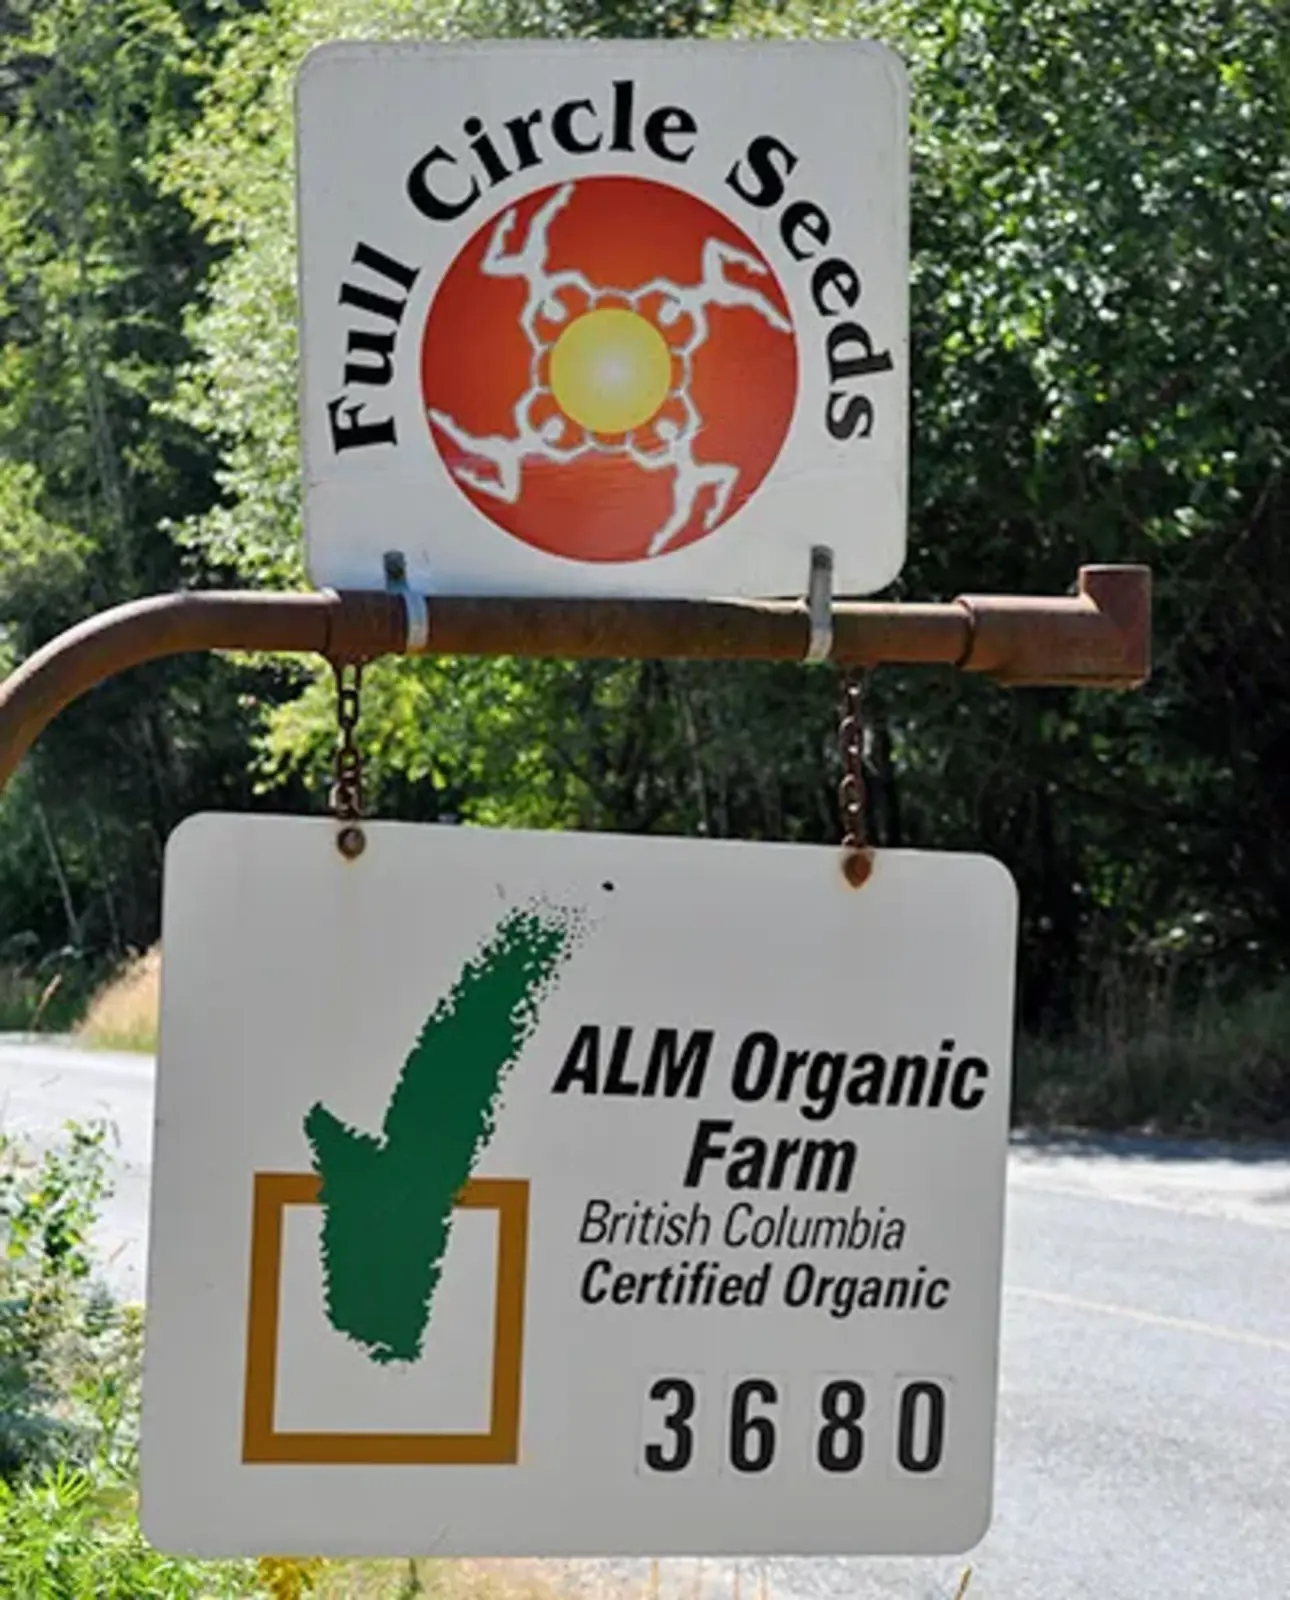 Full Circle Seeds
ALM Organic
Farm
British Columbia
Certified Organic
3680